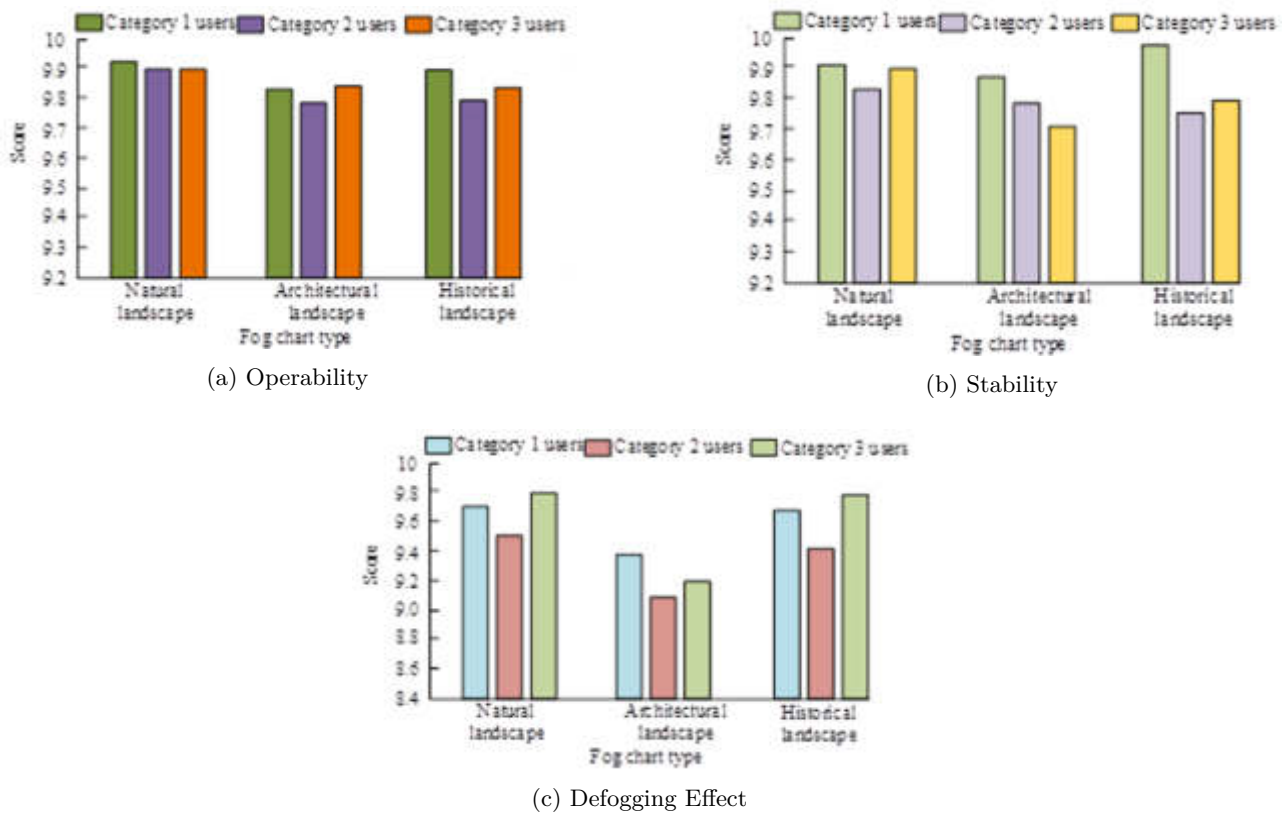 Category 1 users Category 2 users Category 3 users
10
9.9
9.8
9.7
9.6
9.5
9.4
9.3
9.2
Score
Natural landscape
Architectural landscape
Historical landscape
Fog chart type
(a) Operability
Category 1 users Category 2 users Category 3 users
10
9.9
9.8
9.7
9.6
9.5
9.4
9.3
9.2
Score
Natural landscape
Architectural landscape
Historical landscape
Fog chart type
(b) Stability
Category 1 users Category 2 users Category 3 users
10
9.8
9.6
9.4
9.2
9.0
8.8
8.6
8.4
Score
Natural landscape
Architectural landscape
Historical landscape
Fog chart type
(c) Defogging Effect